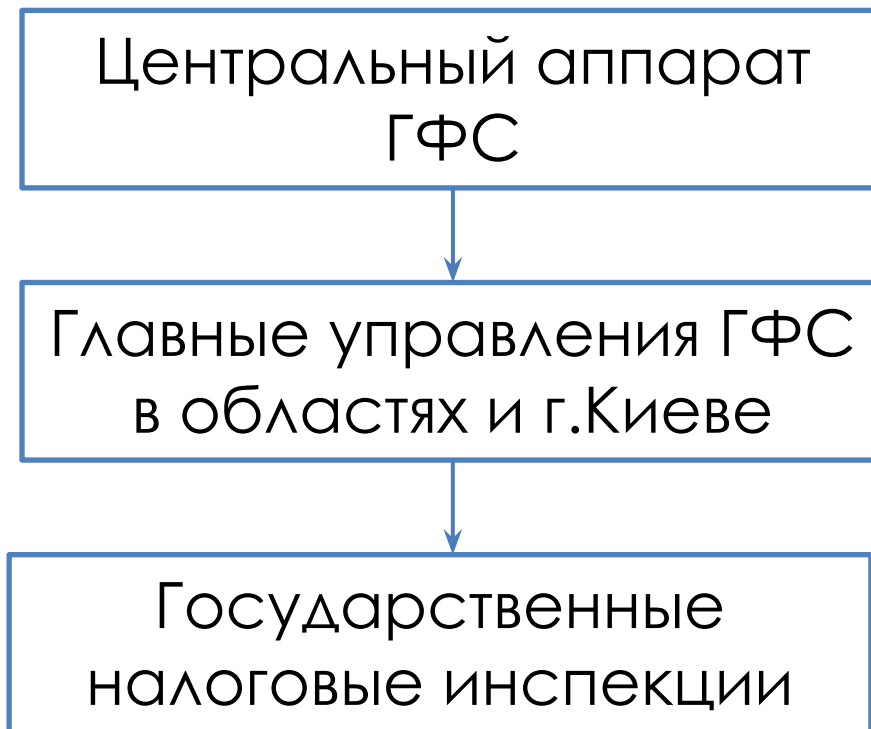 Центральный аппарат
ГФС
Главные управления ГФС
в областях и г.Киеве
Государственные
налоговые инспекции